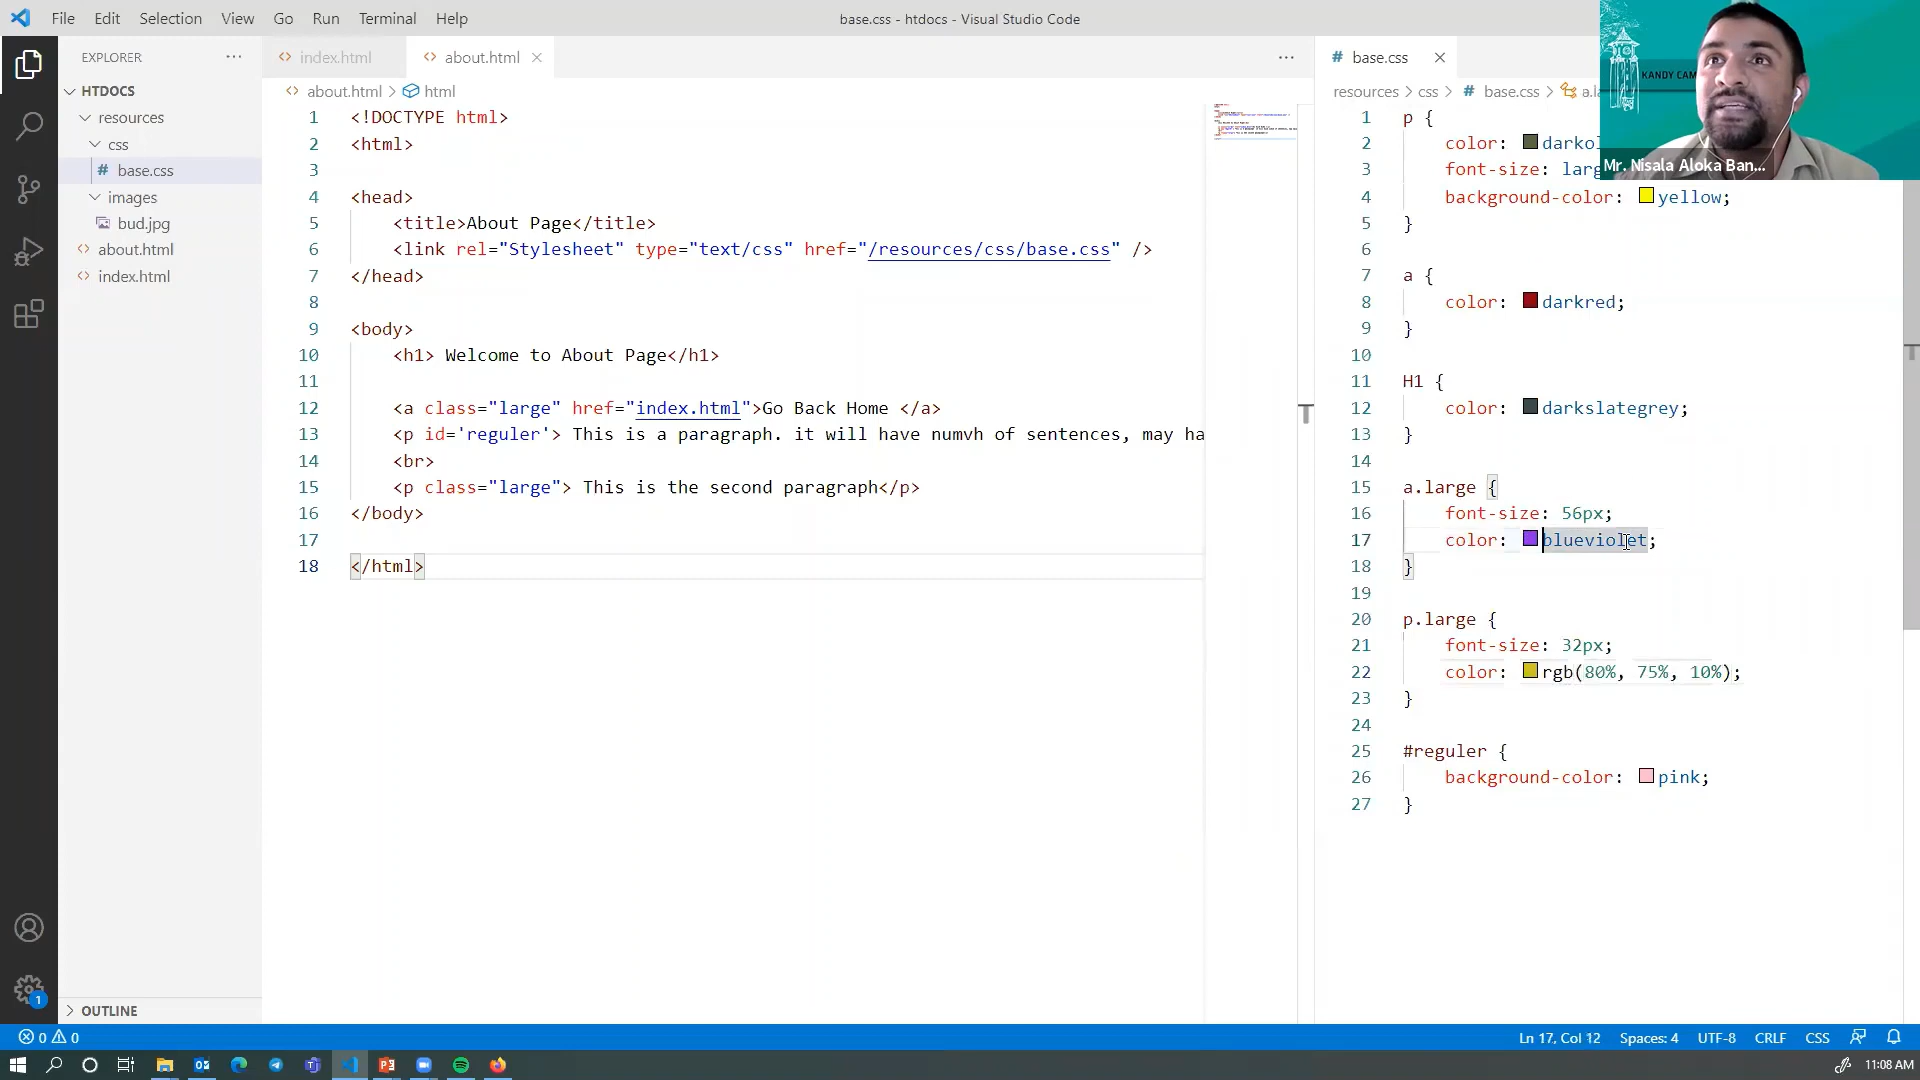 File Edit Selection View Go Run Terminal Help
base.css - htdocs - Visual Studio Code
EXPLORER
HTDOCS
resources
css
# base.css
images
bud.jpg
about.html
index.html
OUTLINE
index.html
about.html
about.html html
1 <!DOCTYPE html>
2 <html>
3
4 <head>
5 <title>About Page</title>
6 <link rel="Stylesheet" type="text/css" href="/resources/css/base.css" />
7 </head>
8
9 <body>
10 <h1> Welcome to About Page</h1>
11
12 <a class="large" href="index.html">Go Back Home </a>
13 <p id='reguler'> This is a paragraph. it will have numvh of sentences, may ha
14 <br>
15 <p class="large"> This is the second paragraph</p>
16 </body>
17
18 </html>
# base.css
resources > css > # base.css >
1 p {
2 color:
3 font-size:
4 background-color: yellow;
5 }
6
7 a {
8 color: darkred;
9 }
10
11 H1 {
12 color: darkslategrey;
13 }
14
15 a.large {
16 font-size: 56px;
17 color: blueviolet;
18 }
19
20 p.large {
21 font-size: 32px;
22 color: rgb(80%, 75%, 10%);
23 }
24
25 #reguler {
26 background-color: pink;
27 }
KANDY
Mr. Nisala Aloka Ban...
1
0 0
Ln 17, Col 12 Spaces: 4 UTF-8 CRLF CSS
11:08 AM